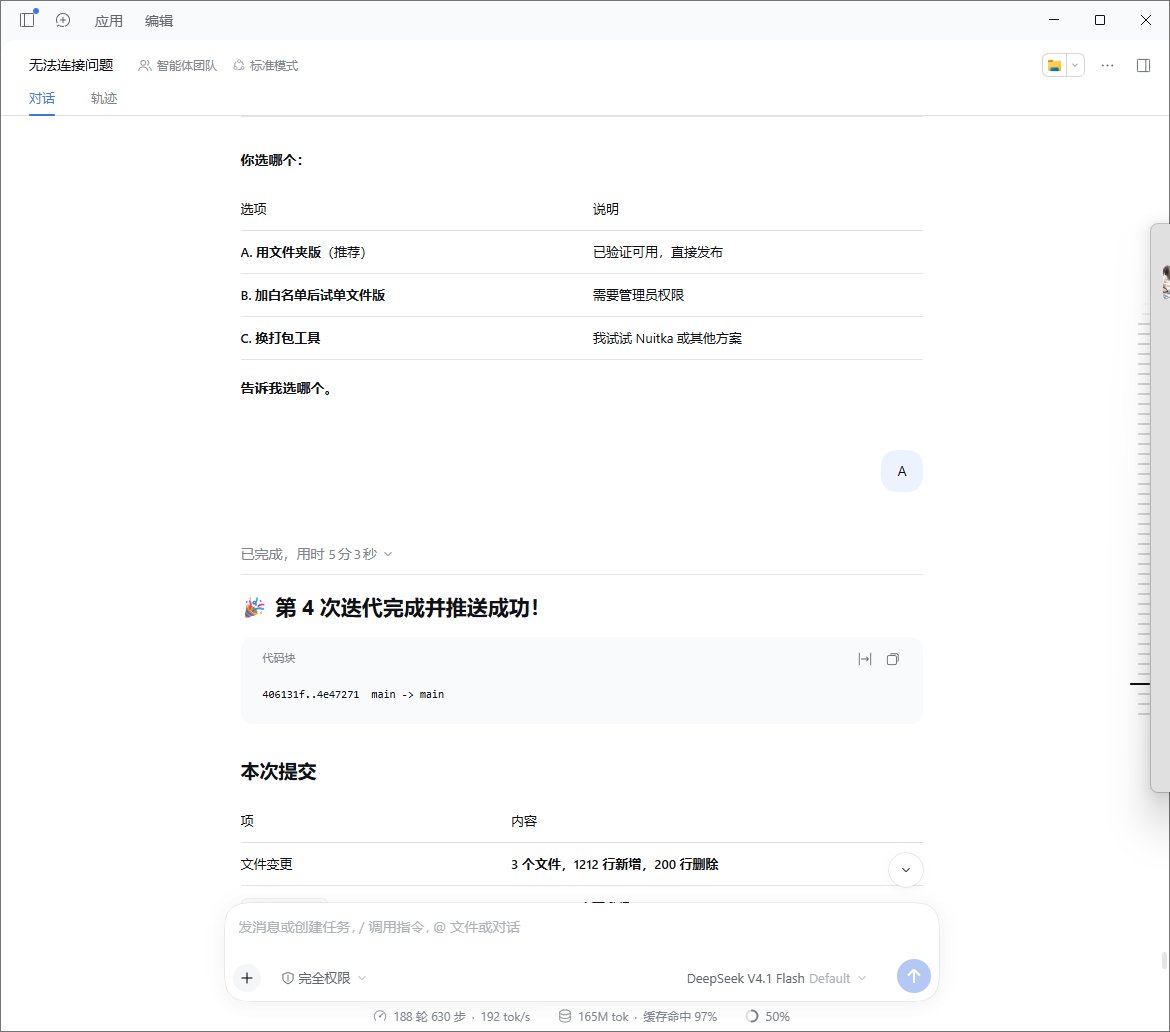 应用 编辑
无法连接问题 智能体团队 标准模式
对话 轨迹
你选哪个：
选项 说明
A. 用文件夹版（推荐） 已验证可用，直接发布
B. 加白名单后试单文件版 需要管理员权限
C. 换打包工具 我试试 Nuitka 或其他方案
告诉我选哪个。
A
已完成，用时 5 分 3 秒
🎉 第 4 次迭代完成并推送成功！
代码块
406131f..4e47271 main -> main
本次提交
项 内容
文件变更 3 个文件，1212 行新增，200 行删除
发消息或创建任务, / 调用指令, @ 文件或对话
完全权限 DeepSeek V4.1 Flash Default
188 轮 630 步 · 192 tok/s 165M tok · 缓存命中 97% 50%